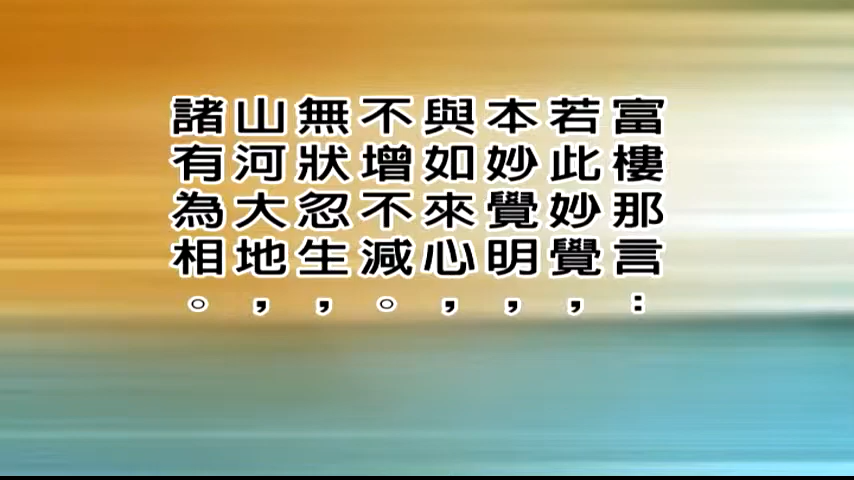 富樓那言：
若此妙覺，
本妙覺明，
與如來心，
不增不減。
無狀忽生，
山河大地，
諸有為相。